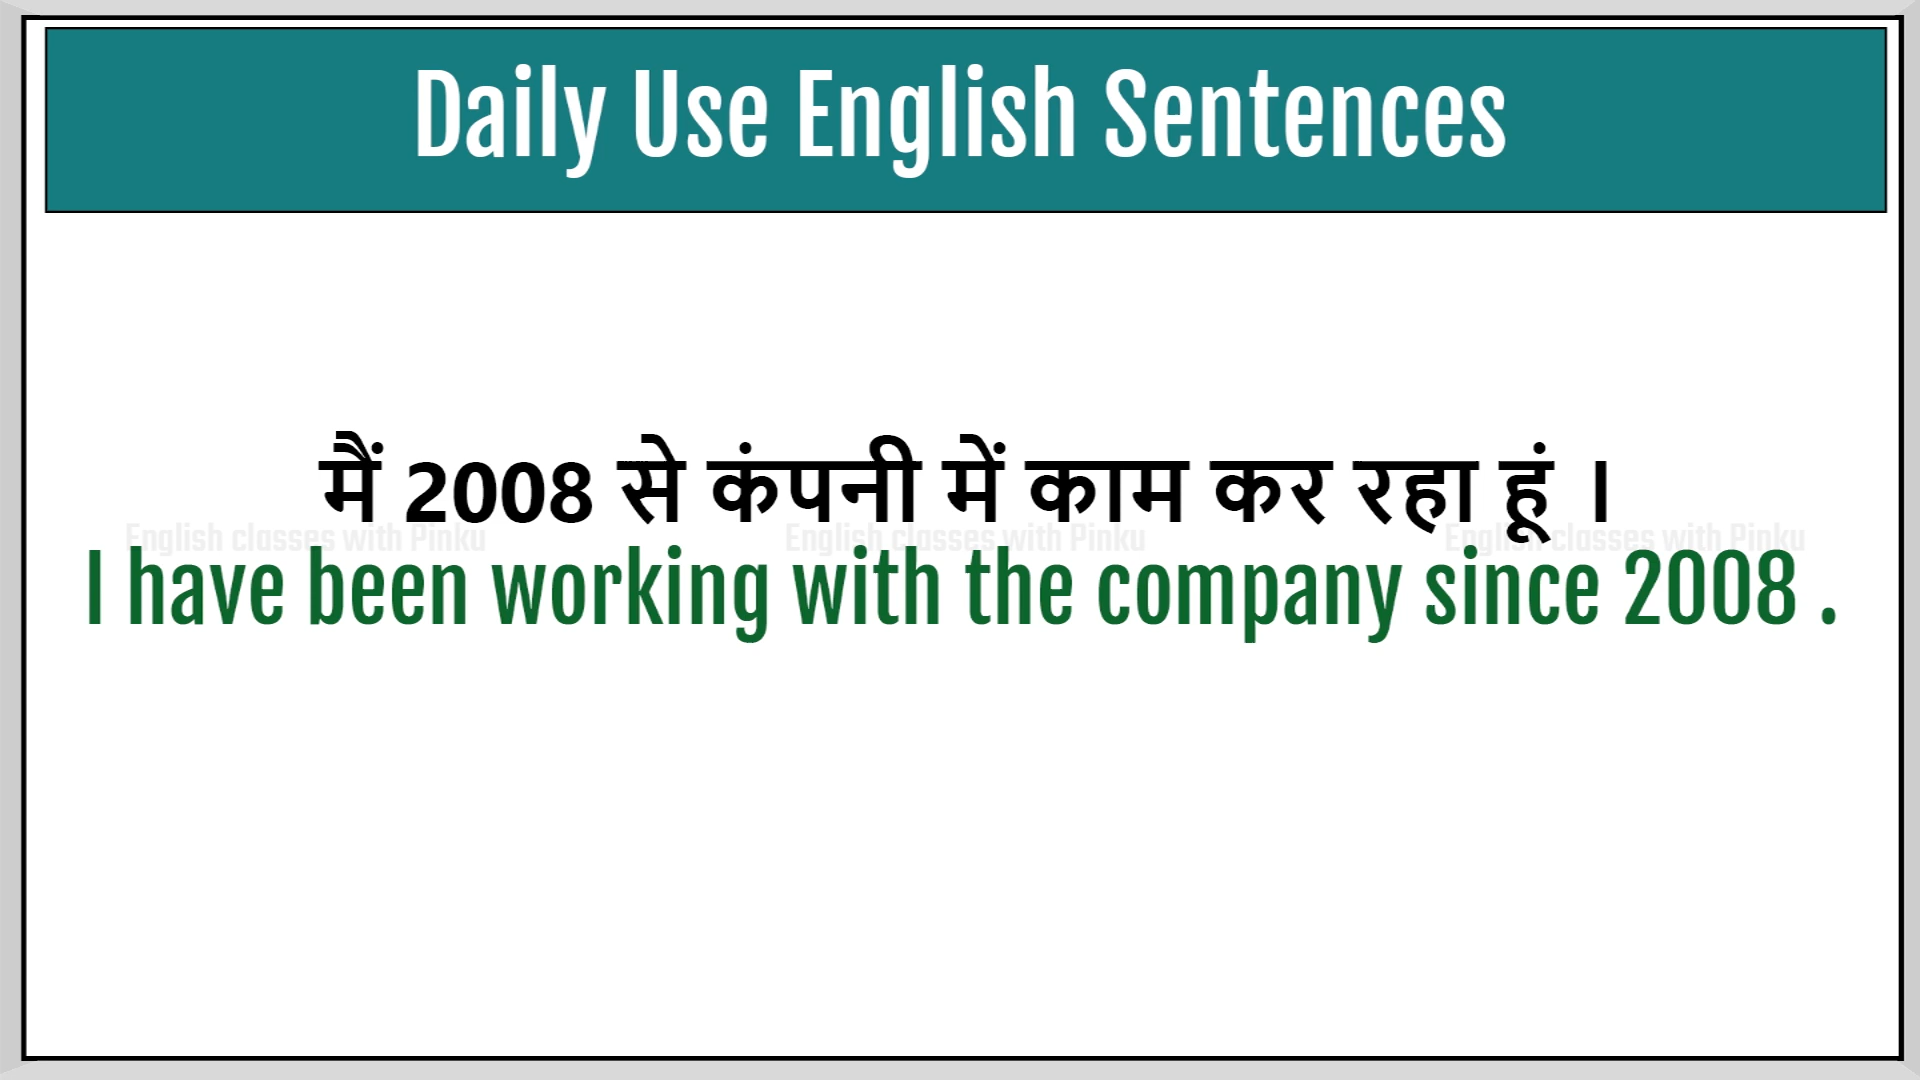 Daily Use English Sentences
मैं 2008 से कंपनी में काम कर रहा हूं ।
English classes with Pinku English classes with Pinku English classes with Pinku
I have been working with the company since 2008 .